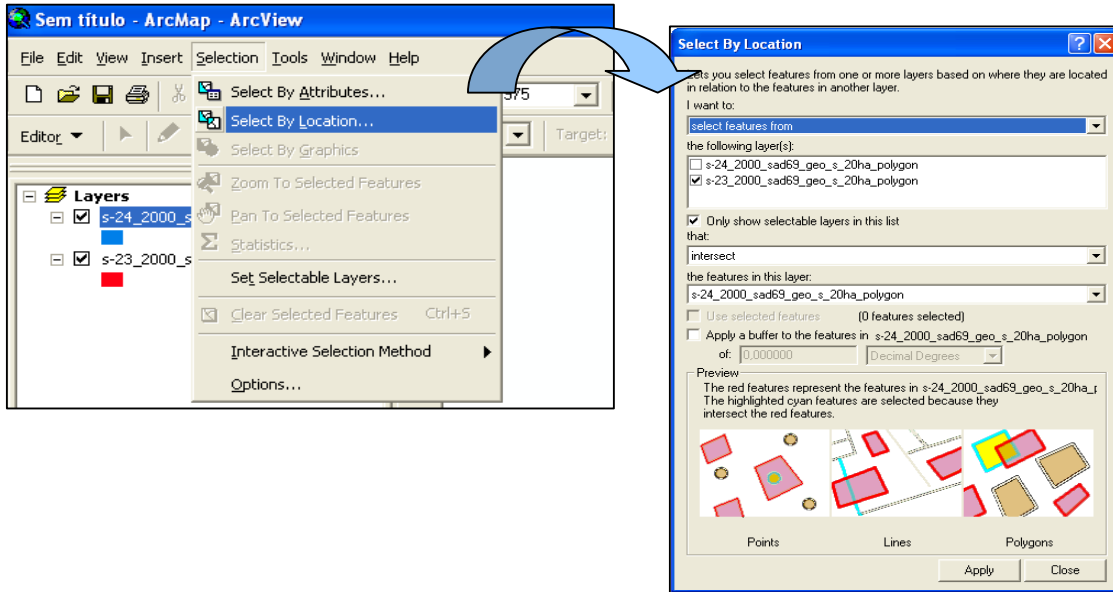 Sem título - ArcMap - ArcView
File Edit View Insert Selection Tools Window Help
Select By Attributes...
Select By Location...
Select By Graphics
Zoom To Selected Features
Pan To Selected Features
Statistics...
Set Selectable Layers...
Clear Selected Features Ctrl+S
Interactive Selection Method
Options...
Editor
Target:
Layers
s-24_2000_s
s-23_2000_s
Select By Location
Lets you select features from one or more layers based on where they are located
in relation to the features in another layer.
I want to:
select features from
the following layer(s):
s-24_2000_sad69_geo_s_20ha_polygon
s-23_2000_sad69_geo_s_20ha_polygon
Only show selectable layers in this list
that:
intersect
the features in this layer:
s-24_2000_sad69_geo_s_20ha_polygon
Use selected features (0 features selected)
Apply a buffer to the features in s-24_2000_sad69_geo_s_20ha_polygon
of: 0,000000 Decimal Degrees
Preview
The red features represent the features in s-24_2000_sad69_geo_s_20ha_
The highlighted cyan features are selected because they
intersect the red features.
Points Lines Polygons
Apply Close